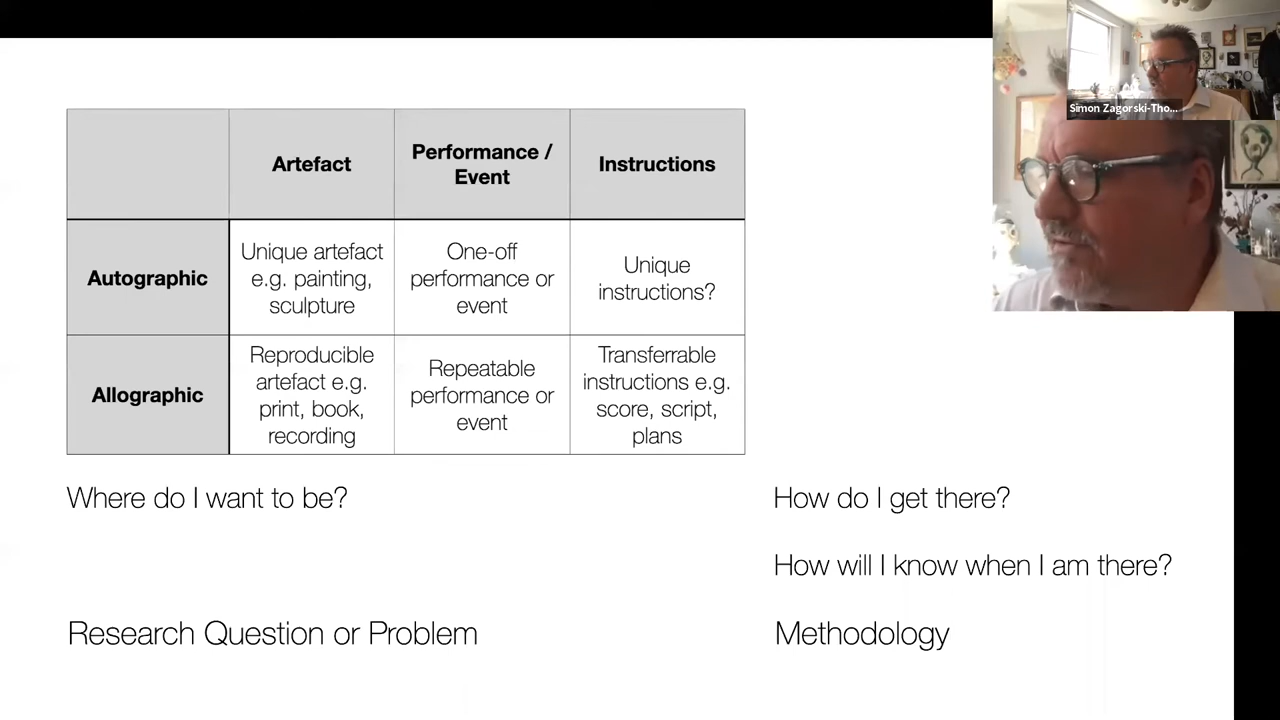 Simon Zagorski-Tho...
Artefact
Performance /
Event
Instructions
Autographic
Unique artefact
e.g. painting,
sculpture
One-off
performance or
event
Unique
instructions?
Allographic
Reproducible
artefact e.g.
print, book,
recording
Repeatable
performance or
event
Transferrable
instructions e.g.
score, script,
plans
Where do I want to be?
How do I get there?
How will I know when I am there?
Research Question or Problem
Methodology